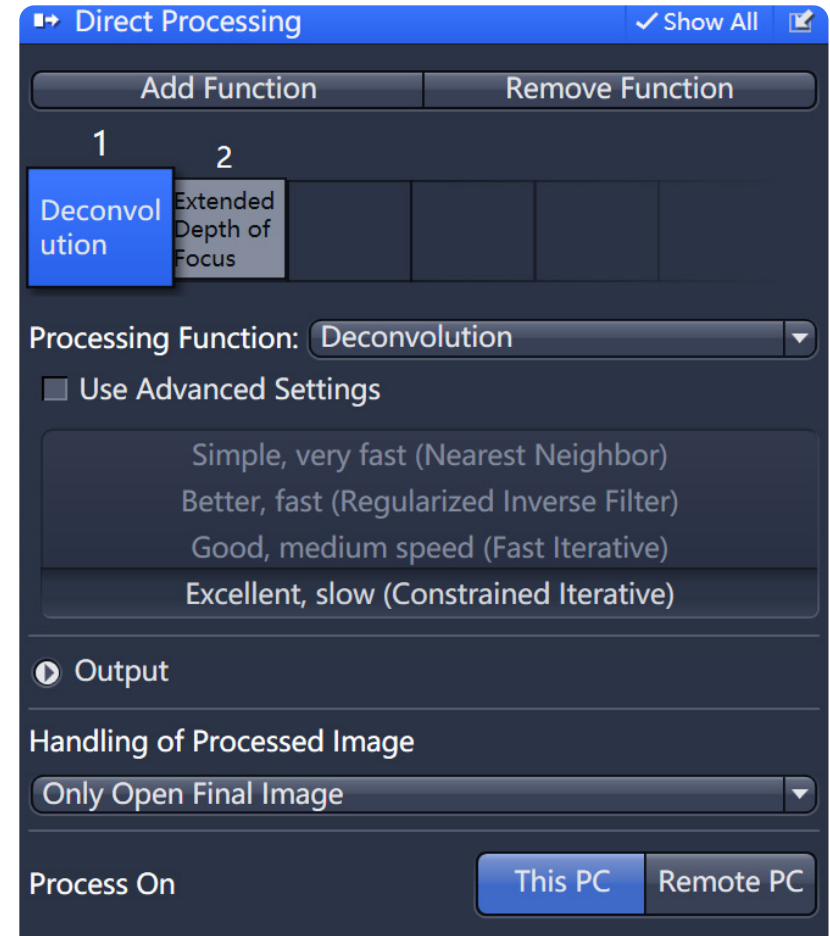 Direct Processing
Show All
Add Function
Remove Function
1
2
Deconvol
ution
Extended
Depth of
Focus
Processing Function: Deconvolution
Use Advanced Settings
Simple, very fast (Nearest Neighbor)
Better, fast (Regularized Inverse Filter)
Good, medium speed (Fast Iterative)
Excellent, slow (Constrained Iterative)
Output
Handling of Processed Image
Only Open Final Image
Process On
This PC
Remote PC